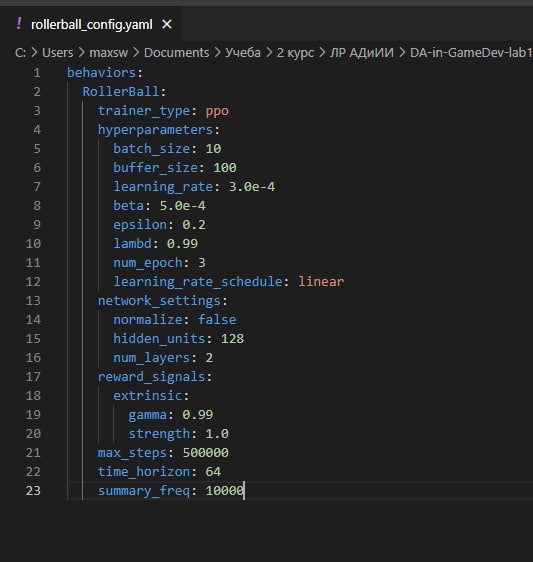 ! rollerball_config.yaml ×
C: > Users > maxsw > Documents > Учеба > 2 курс > ЛР АДиИИ > DA-in-GameDev-lab1
1 behaviors:
2 RollerBall:
3 trainer_type: ppo
4 hyperparameters:
5 batch_size: 10
6 buffer_size: 100
7 learning_rate: 3.0e-4
8 beta: 5.0e-4
9 epsilon: 0.2
10 lambd: 0.99
11 num_epoch: 3
12 learning_rate_schedule: linear
13 network_settings:
14 normalize: false
15 hidden_units: 128
16 num_layers: 2
17 reward_signals:
18 extrinsic:
19 gamma: 0.99
20 strength: 1.0
21 max_steps: 500000
22 time_horizon: 64
23 summary_freq: 10000